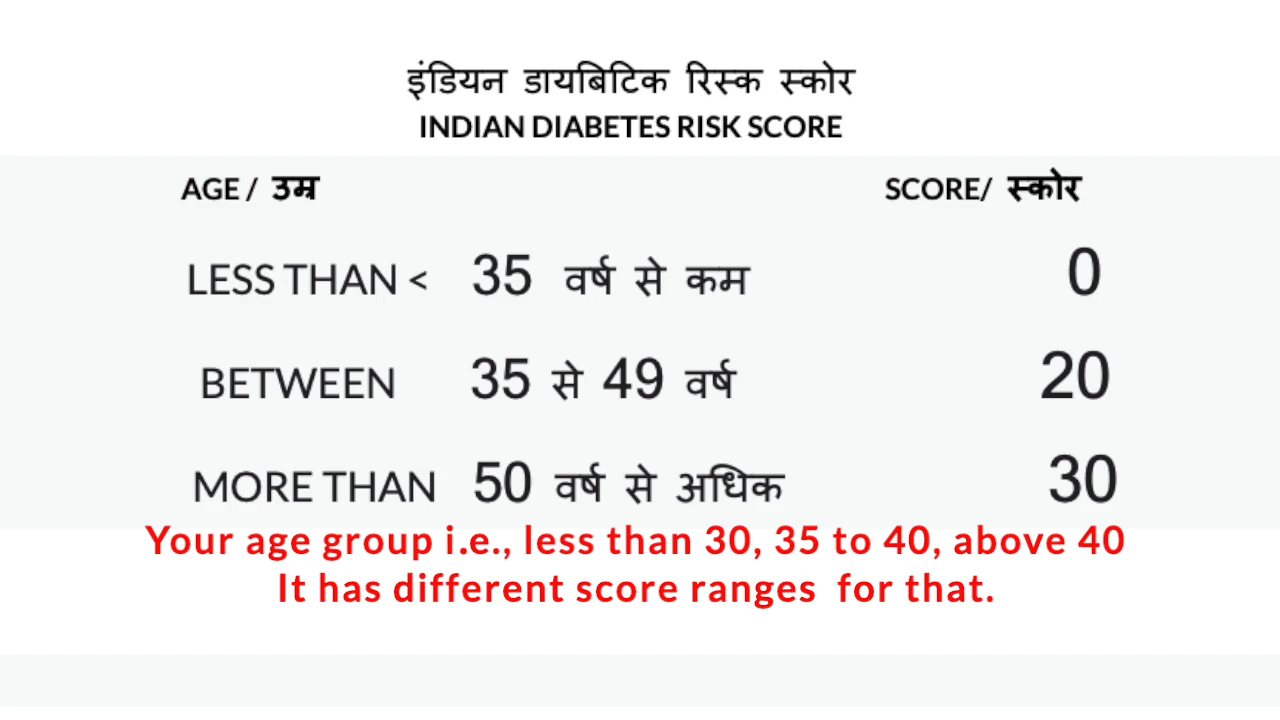 इंडियन डायबिटिक रिस्क स्कोर
INDIAN DIABETES RISK SCORE
AGE / उम्र SCORE/ स्कोर
LESS THAN < 35 वर्ष से कम 0
BETWEEN 35 से 49 वर्ष 20
MORE THAN 50 वर्ष से अधिक 30
Your age group i.e., less than 30, 35 to 40, above 40
It has different score ranges for that.